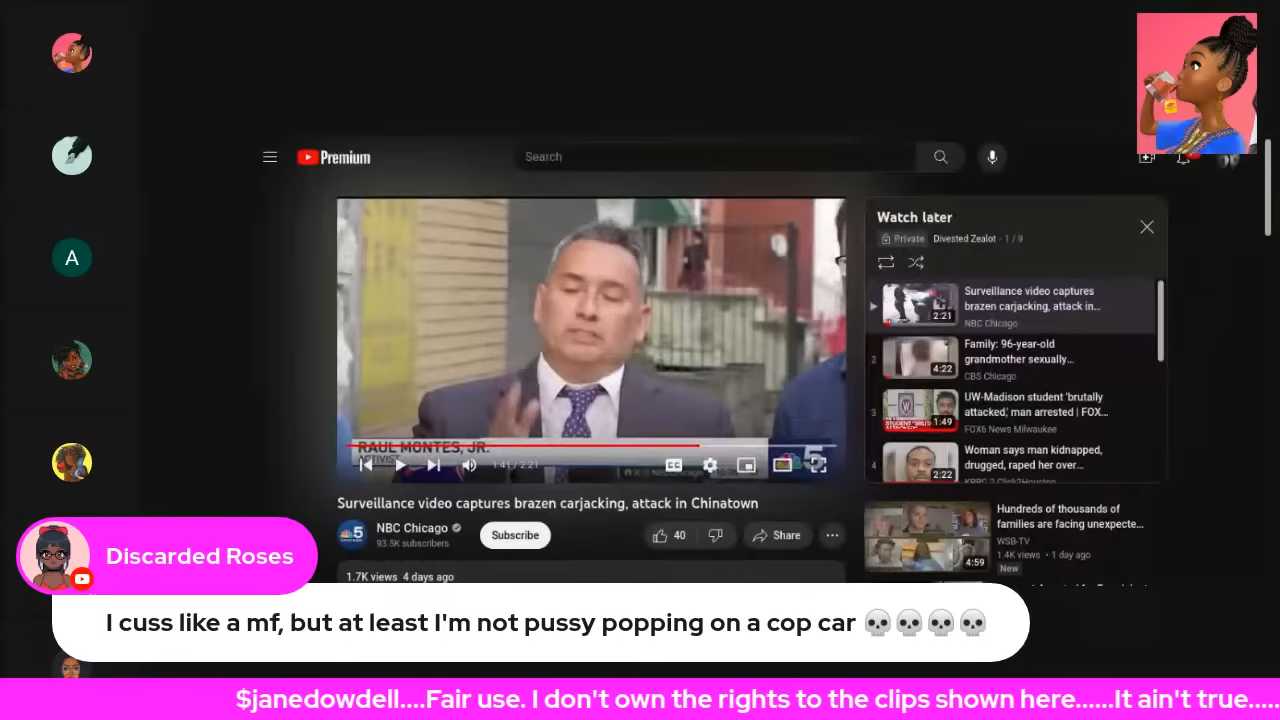 Premium
Search
Watch later
Private Divested Zealot - 1 / 9
Surveillance video captures
brazen carjacking, attack in...
NBC Chicago
2:21
2
Family: 96-year-old
grandmother sexually...
CBS Chicago
4:22
3
UW-Madison student 'brutally
attacked,' man arrested | FOX...
FOX6 News Milwaukee
1:49
4
Woman says man kidnapped,
drugged, raped her over...
2:22
RAUL MONTES, JR.
ACTIVIST
1:41 / 2:21
CC
5
Surveillance video captures brazen carjacking, attack in Chinatown
NBC Chicago
93.5K subscribers
Subscribe
40
Share
1.7K views 4 days ago
Hundreds of thousands of
families are facing unexpecte...
WSB-TV
1.4K views • 1 day ago
New
4:59
A
Discarded Roses
I cuss like a mf, but at least I'm not pussy popping on a cop car 💀💀💀💀
$janedowdell....Fair use. I don't own the rights to the clips shown here......It ain't true.....